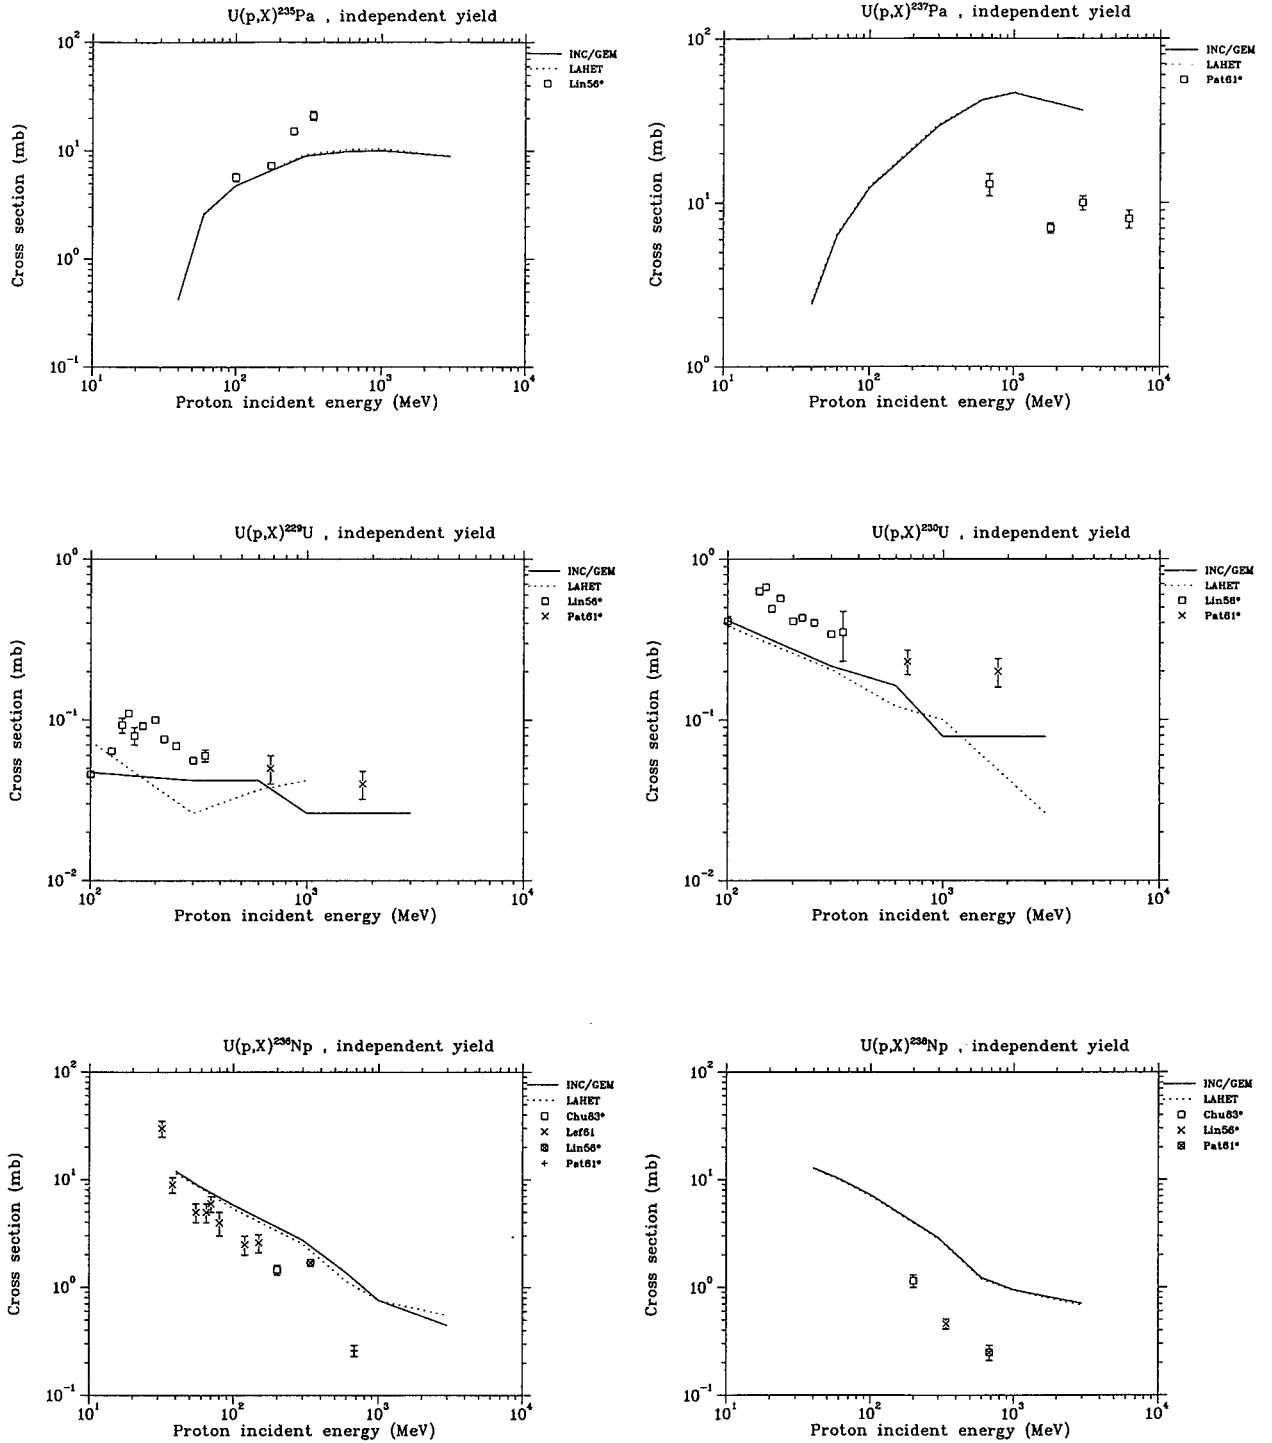 U(p,X)²³⁵Pa , independent yield
10²
10¹
10⁰
10⁻¹
10¹ 10² 10³ 10⁴
Cross section (mb)
Proton incident energy (MeV)
INC/GEM
LAHET
Lin56*
U(p,X)²³⁷Pa , independent yield
10²
10¹
10⁰
10¹ 10² 10³ 10⁴
Cross section (mb)
Proton incident energy (MeV)
INC/GEM
LAHET
Pat61*
U(p,X)²²⁹U , independent yield
10⁰
10⁻¹
10⁻²
10² 10³ 10⁴
Cross section (mb)
Proton incident energy (MeV)
INC/GEM
LAHET
Lin56*
Pat61*
U(p,X)²³⁰U , independent yield
10⁰
10⁻¹
10⁻²
10² 10³ 10⁴
Cross section (mb)
Proton incident energy (MeV)
INC/GEM
LAHET
Lin56*
Pat61*
U(p,X)²³⁶Np , independent yield
10²
10¹
10⁰
10⁻¹
10¹ 10² 10³ 10⁴
Cross section (mb)
Proton incident energy (MeV)
INC/GEM
LAHET
Chu83*
Lef61
Lin56*
Pat61*
U(p,X)²³⁸Np , independent yield
10²
10¹
10⁰
10⁻¹
10¹ 10² 10³ 10⁴
Cross section (mb)
Proton incident energy (MeV)
INC/GEM
LAHET
Chu83*
Lin56*
Pat61*